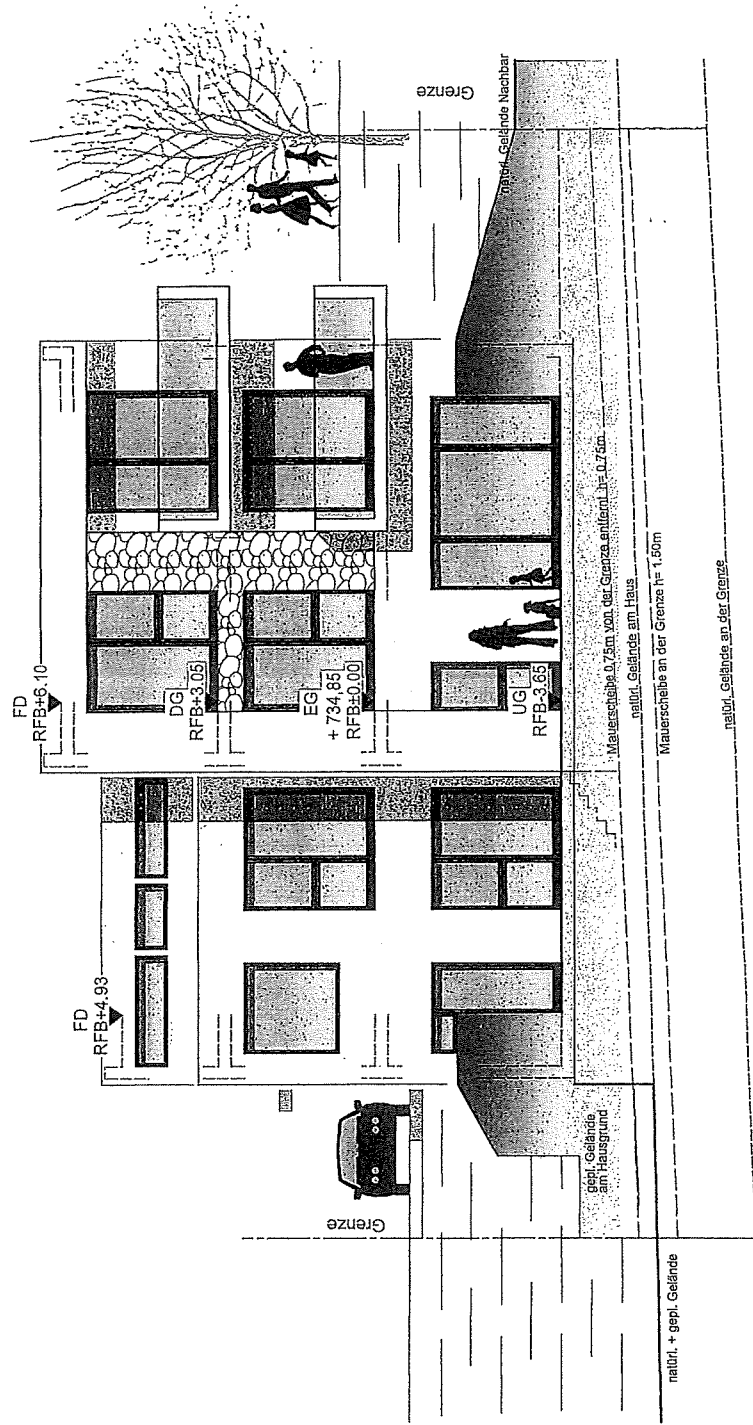 FD
RFB+6.10
FD
RFB+4.93
DG
RFB+3.05
EG
+ 734,85
RFB±0.00
UG
RFB-3.65
Grenze
Grenze
natürl. Gelände Nachbar
gepl. Gelände
am Hausgrund
Mauerscheibe 0,75m von der Grenze entfernt h= 0.75m
natürl. Gelände am Haus
Mauerscheibe an der Grenze h= 1.50m
natürl. + gepl. Gelände
natürl. Gelände an der Grenze